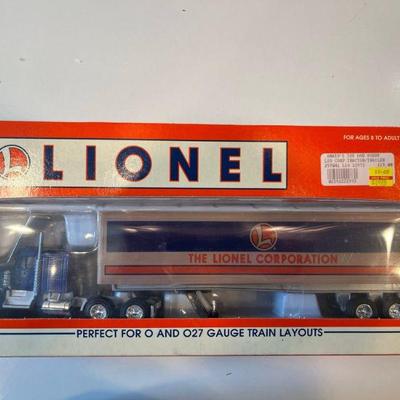 FOR AGES 8 TO ADULT
L LIONEL
L
THE LIONEL CORPORATION
PERFECT FOR O AND O27 GAUGE TRAIN LAYOUTS